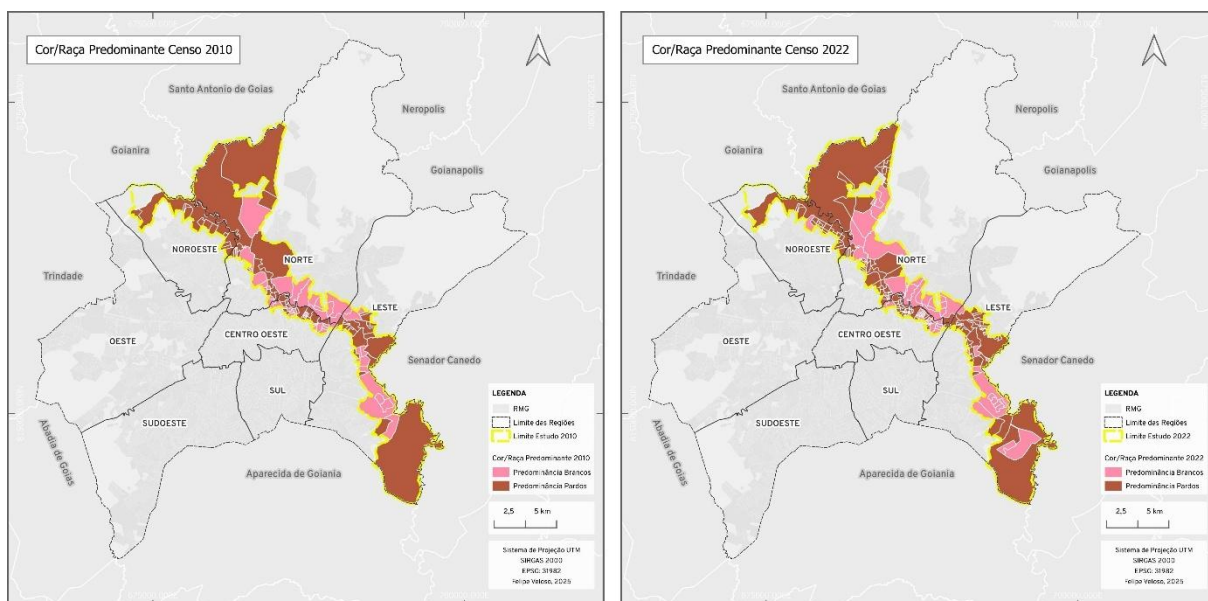 Cor/Raça Predominante Censo 2010
Santo Antonio de Goias
Neropolis
Goianira
Goianapolis
NOROESTE
NORTE
Trindade
LESTE
OESTE
CENTRO OESTE
Senador Canedo
SUL
SUDOESTE
Abadia de Goias
Aparecida de Goiania
LEGENDA
RMG
Limite das Regiões
Limite Estudo 2010
Cor/Raça Predominante 2010
Predominância Brancos
Predominância Pardos
2,5 5 km
Sistema de Projeção UTM
SIRGAS 2000
EPSG: 31982
Felipe Veloso, 2025
Cor/Raça Predominante Censo 2022
Santo Antonio de Goias
Neropolis
Goianira
Goianapolis
NOROESTE
NORTE
Trindade
LESTE
OESTE
CENTRO OESTE
Senador Canedo
SUL
SUDOESTE
Abadia de Goias
Aparecida de Goiania
LEGENDA
RMG
Limite das Regiões
Limite Estudo 2022
Cor/Raça Predominante 2022
Predominância Brancos
Predominância Pardos
2,5 5 km
Sistema de Projeção UTM
SIRGAS 2000
EPSG: 31982
Felipe Veloso, 2025